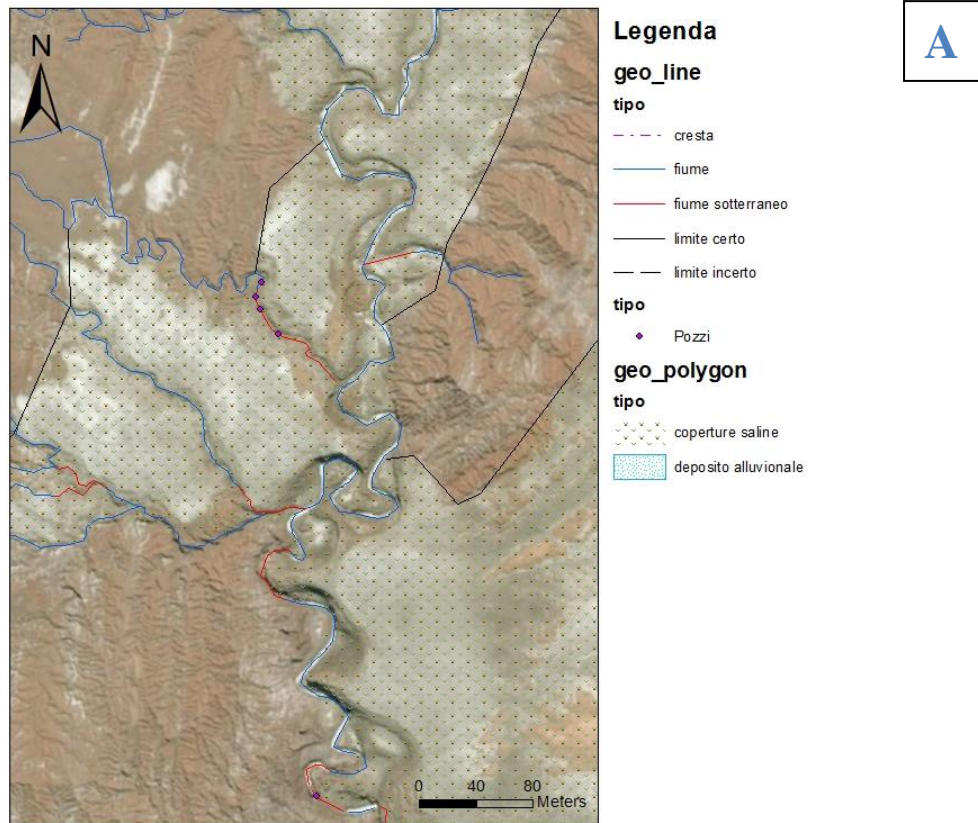 N
0 40 80
Meters
Legenda
geo_line
tipo
cresta
fiume
fiume sotterraneo
limite certo
limite incerto
tipo
Pozzi
geo_polygon
tipo
coperture saline
deposito alluvionale
A